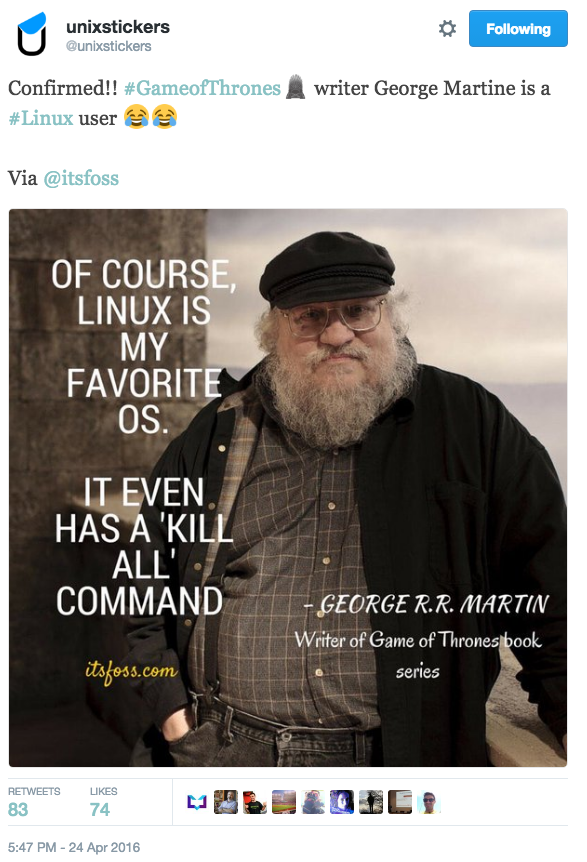 unixstickers
@unixstickers
Following
Confirmed!! #GameofThrones writer George Martine is a
#Linux user 😂😂
Via @itsfoss
OF COURSE,
LINUX IS
MY
FAVORITE
OS.
IT EVEN
HAS A 'KILL
ALL'
COMMAND
- GEORGE R.R. MARTIN
Writer of Game of Thrones book
series
itsfoss.com
RETWEETS
LIKES
83
74
5:47 PM - 24 Apr 2016